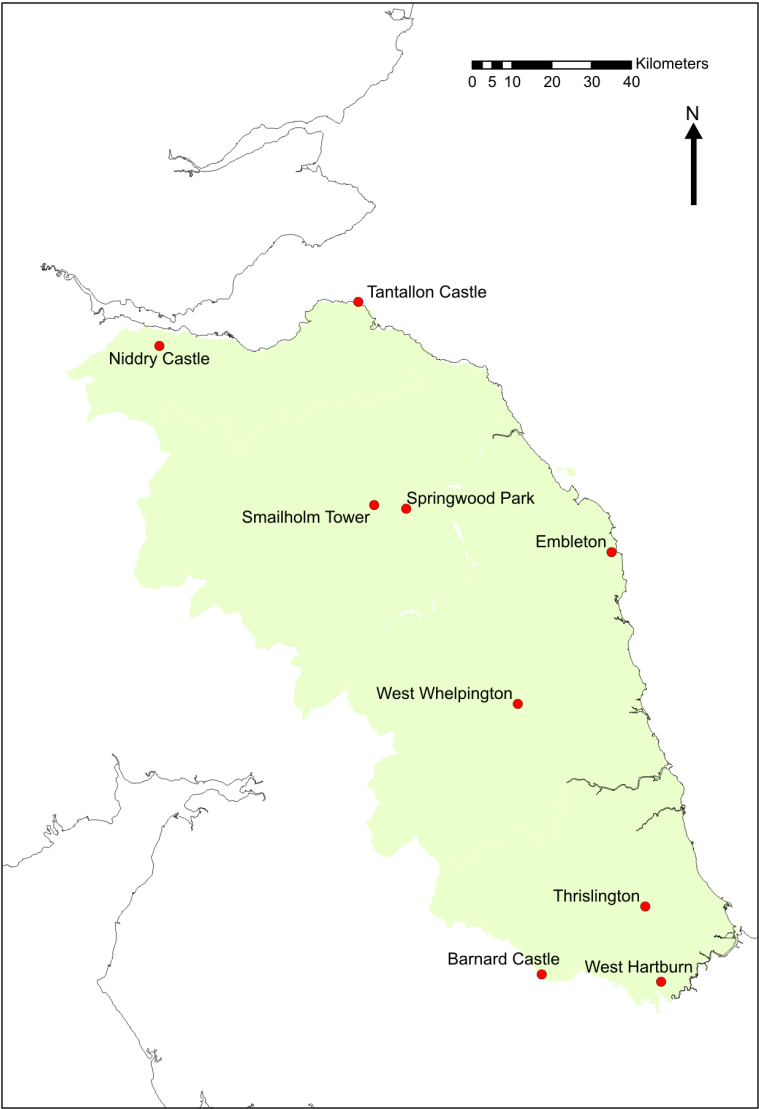 Kilometers
0 5 10 20 30 40
N
Tantallon Castle
Niddry Castle
Springwood Park
Smailholm Tower
Embleton
West Whelpington
Thrislington
Barnard Castle
West Hartburn